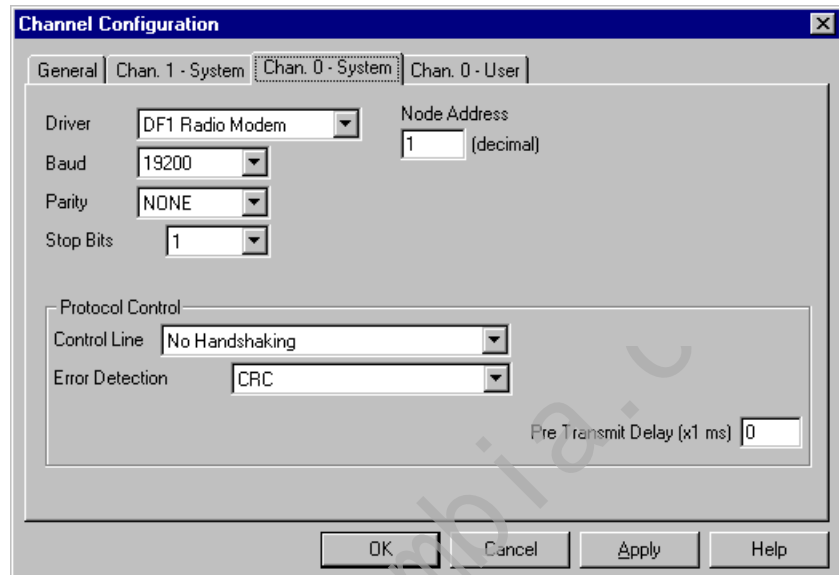 Channel Configuration
General Chan. 1 - System Chan. 0 - System Chan. 0 - User
Driver DF1 Radio Modem
Node Address
1 (decimal)
Baud 19200
Parity NONE
Stop Bits 1
Protocol Control
Control Line No Handshaking
Error Detection CRC
Pre Transmit Delay (x1 ms) 0
OK Cancel Apply Help